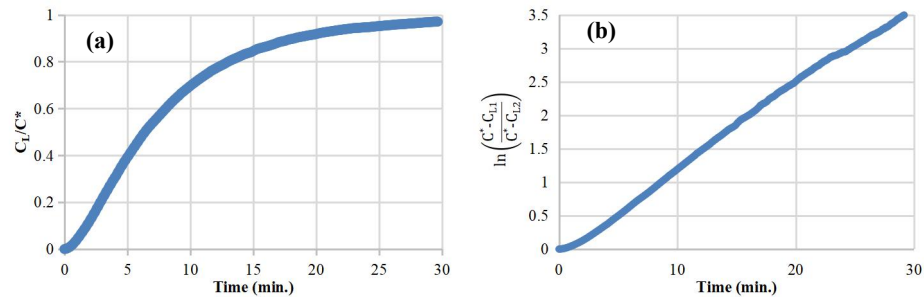 (a)
1
0.8
0.6
0.4
0.2
0
C_L/C*
0 5 10 15 20 25 30
Time (min.)
(b)
3.5
3
2.5
2
1.5
1
0.5
0
ln (C*-C_L1 / C*-C_L2)
0 10 20 30
Time (min.)